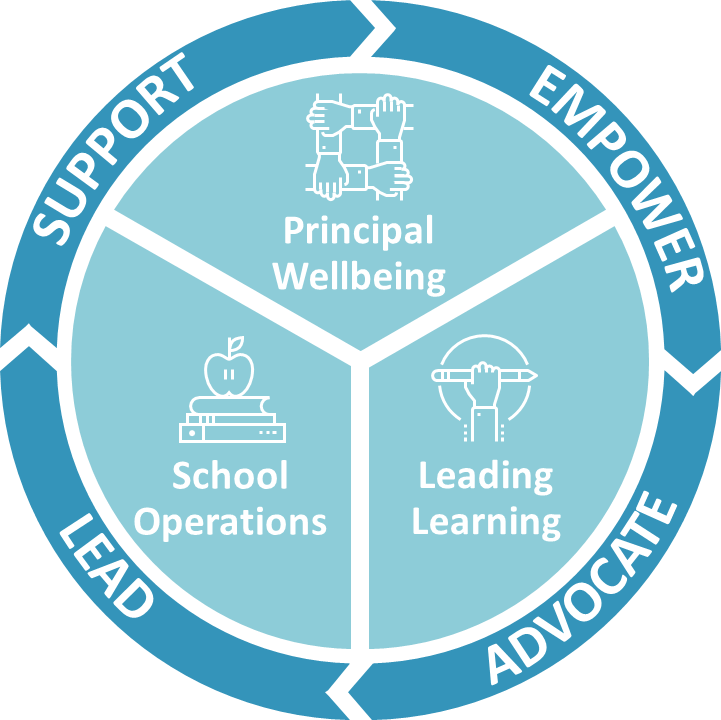 SUPPORT
EMPOWER
Principal
Wellbeing
School
Operations
Leading
Learning
LEAD
ADVOCATE